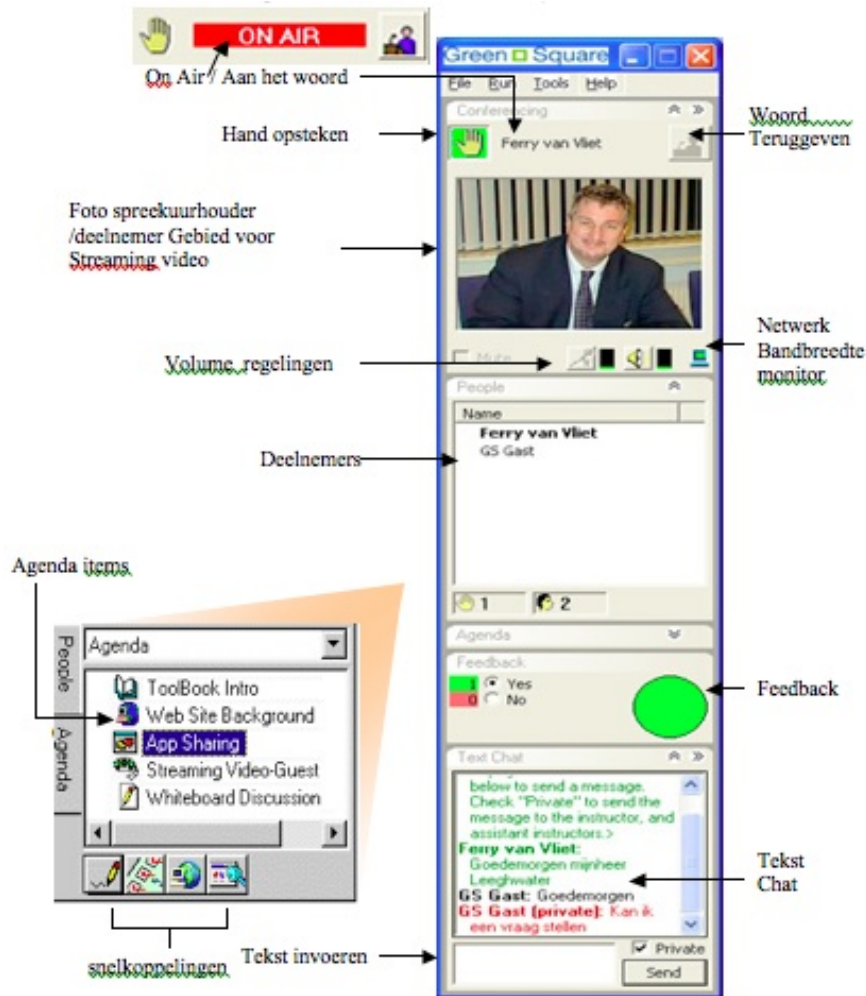 ON AIR
On Air / Aan het woord
Hand opsteken
Foto spreekuurhouder
/deelnemer Gebied voor
Streaming video
Volume regelingen
Deelnemers
Agenda items
People
Agenda
Agenda
ToolBook Intro
Web Site Background
App Sharing
Streaming Video-Guest
Whiteboard Discussion
snelkoppelingen
Tekst invoeren
Green Square
File Run Tools Help
Conferencing
Ferry van Vliet
Mute
People
Name
Ferry van Vliet
GS Gast
1 2
Agenda
Feedback
1 Yes
0 No
Text Chat
below to send a message.
Check "Private" to send the
message to the instructor, and
assistant instructors.>
Ferry van Vliet:
Goedemorgen mijnheer
Leeghwater
GS Gast: Goedemorgen
GS Gast (private): Kan ik
een vraag stellen
Private
Send
Woord
Teruggeven
Netwerk
Bandbreedte
monitor
Feedback
Tekst
Chat